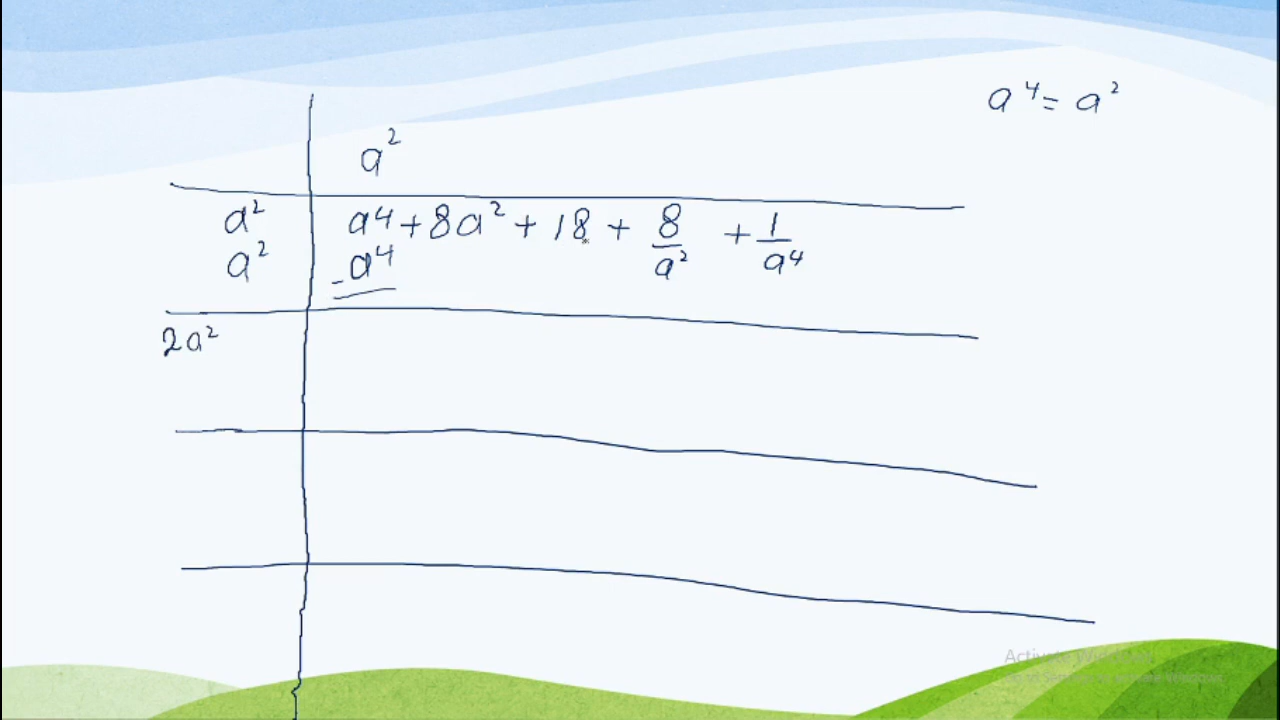 a⁴ = a²
a²
a² a⁴ + 8a² + 18 + 8/a² + 1/a⁴
a² - a⁴
2a²